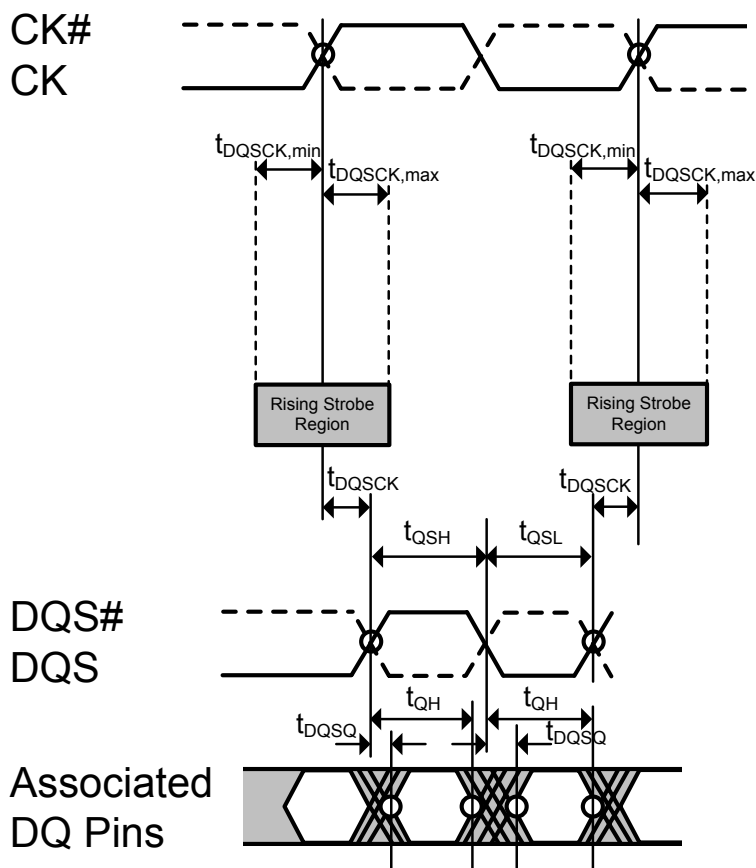 CK#
CK
tDQSCK,min
tDQSCK,min
tDQSCK,max
tDQSCK,max
Rising Strobe
Region
Rising Strobe
Region
tDQSCK
tDQSCK
tQSH
tQSL
DQS#
DQS
tQH
tQH
tDQSQ
tDQSQ
Associated
DQ Pins